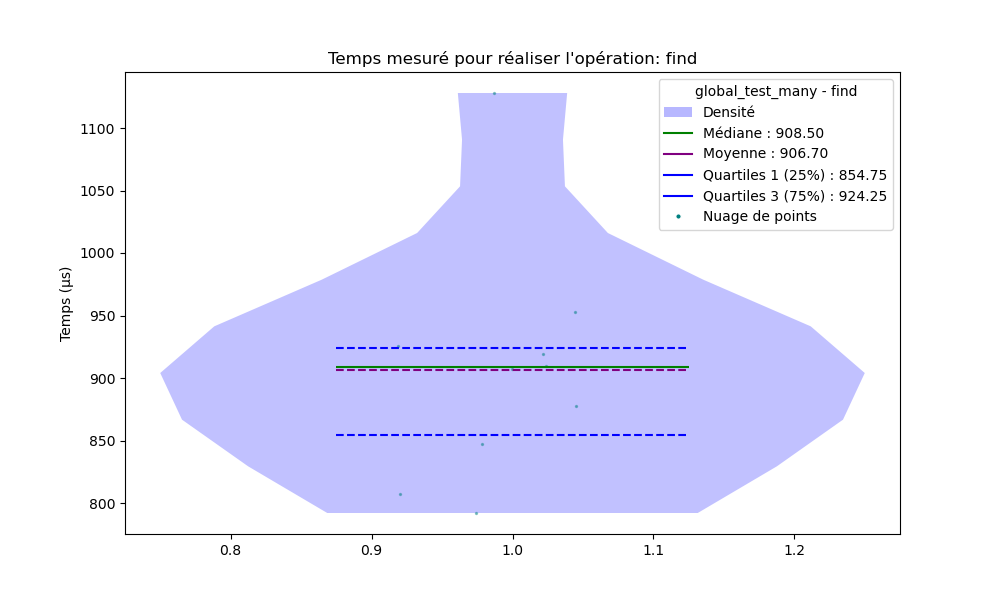 Temps mesuré pour réaliser l'opération: find
global_test_many - find
Densité
Médiane : 908.50
Moyenne : 906.70
Quartiles 1 (25%) : 854.75
Quartiles 3 (75%) : 924.25
Nuage de points
Temps (µs)
1100
1050
1000
950
900
850
800
0.8
0.9
1.0
1.1
1.2